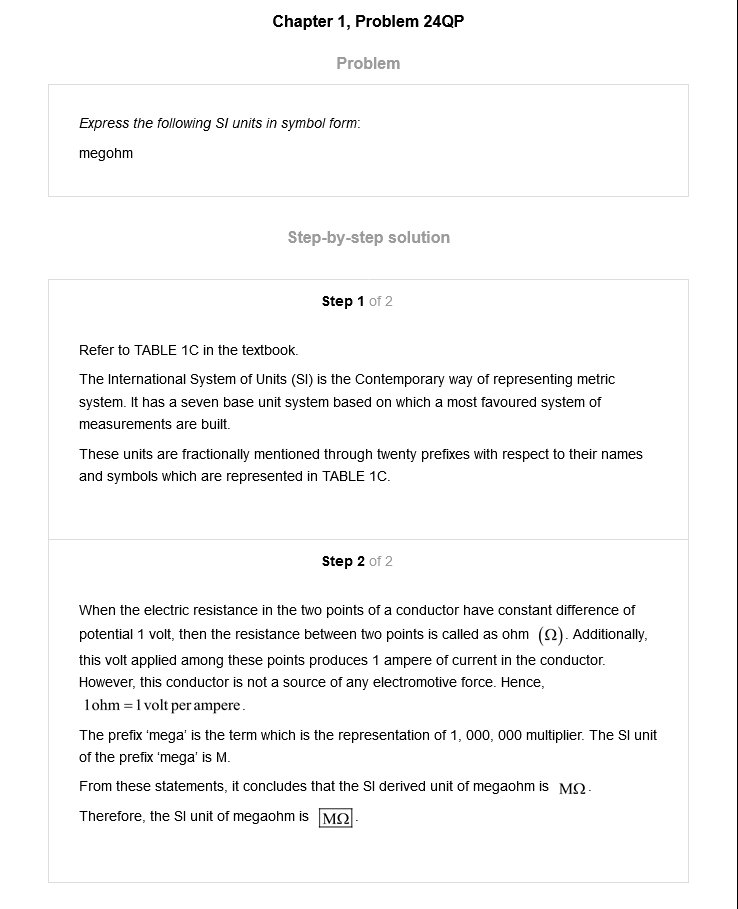 Chapter 1, Problem 24QP
Problem
Express the following SI units in symbol form:
megohm
Step-by-step solution
Step 1 of 2
Refer to TABLE 1C in the textbook.
The International System of Units (SI) is the Contemporary way of representing metric
system. It has a seven base unit system based on which a most favoured system of
measurements are built.
These units are fractionally mentioned through twenty prefixes with respect to their names
and symbols which are represented in TABLE 1C.
Step 2 of 2
When the electric resistance in the two points of a conductor have constant difference of
potential 1 volt, then the resistance between two points is called as ohm (Ω). Additionally,
this volt applied among these points produces 1 ampere of current in the conductor.
However, this conductor is not a source of any electromotive force. Hence,
1 ohm = 1 volt per ampere.
The prefix ‘mega’ is the term which is the representation of 1, 000, 000 multiplier. The SI unit
of the prefix ‘mega’ is M.
From these statements, it concludes that the SI derived unit of megaohm is MΩ.
Therefore, the SI unit of megaohm is MΩ.